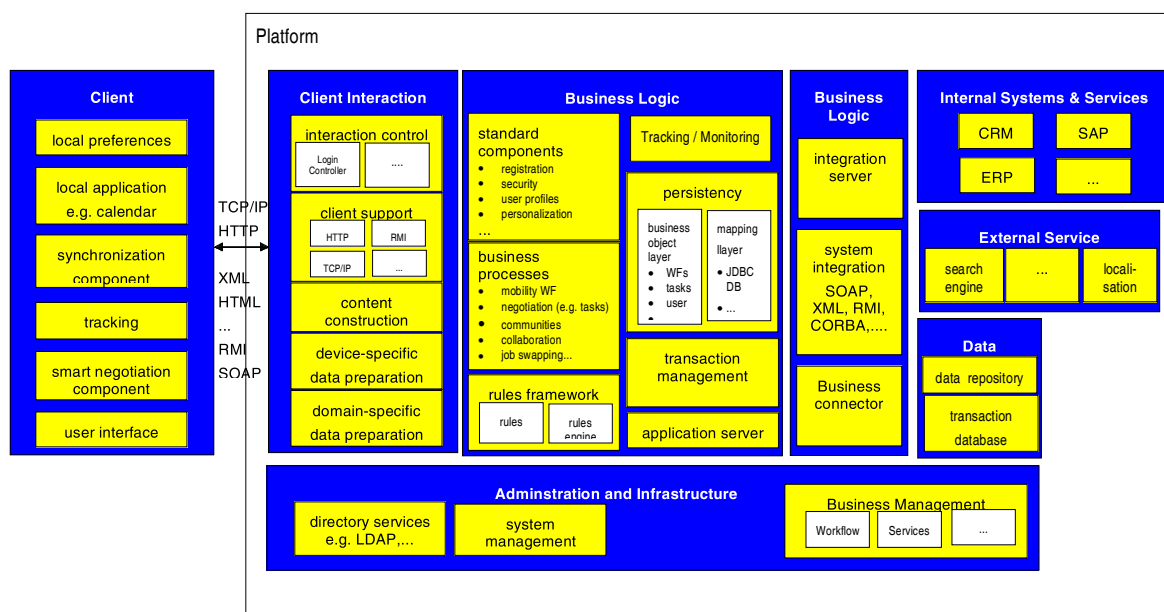 Platform
Client
local preferences
local application
e.g. calendar
synchronization
component
tracking
smart negotiation
component
user interface
TCP/IP
HTTP
XML
HTML
...
RMI
SOAP
Client Interaction
interaction control
Login
Controller
....
client support
HTTP
RMI
TCP/IP
...
content
construction
device-specific
data preparation
domain-specific
data preparation
Business Logic
standard
components
• registration
• security
• user profiles
• personalization
...
business
processes
• mobility WF
• negotiation (e.g. tasks)
• communities
• collaboration
• job swapping...
rules framework
rules
rules
engine
Tracking / Monitoring
persistency
business
object
layer
• WFs
• tasks
• user
•
mapping
llayer
• JDBC
DB
• ...
transaction
management
application server
Business
Logic
integration
server
system
integration
SOAP,
XML, RMI,
CORBA,....
Business
connector
Internal Systems & Services
CRM
SAP
ERP
...
External Service
search
engine
...
locali-
sation
Data
data repository
transaction
database
Adminstration and Infrastructure
directory services
e.g. LDAP,...
system
management
Business Management
Workflow
Services
...